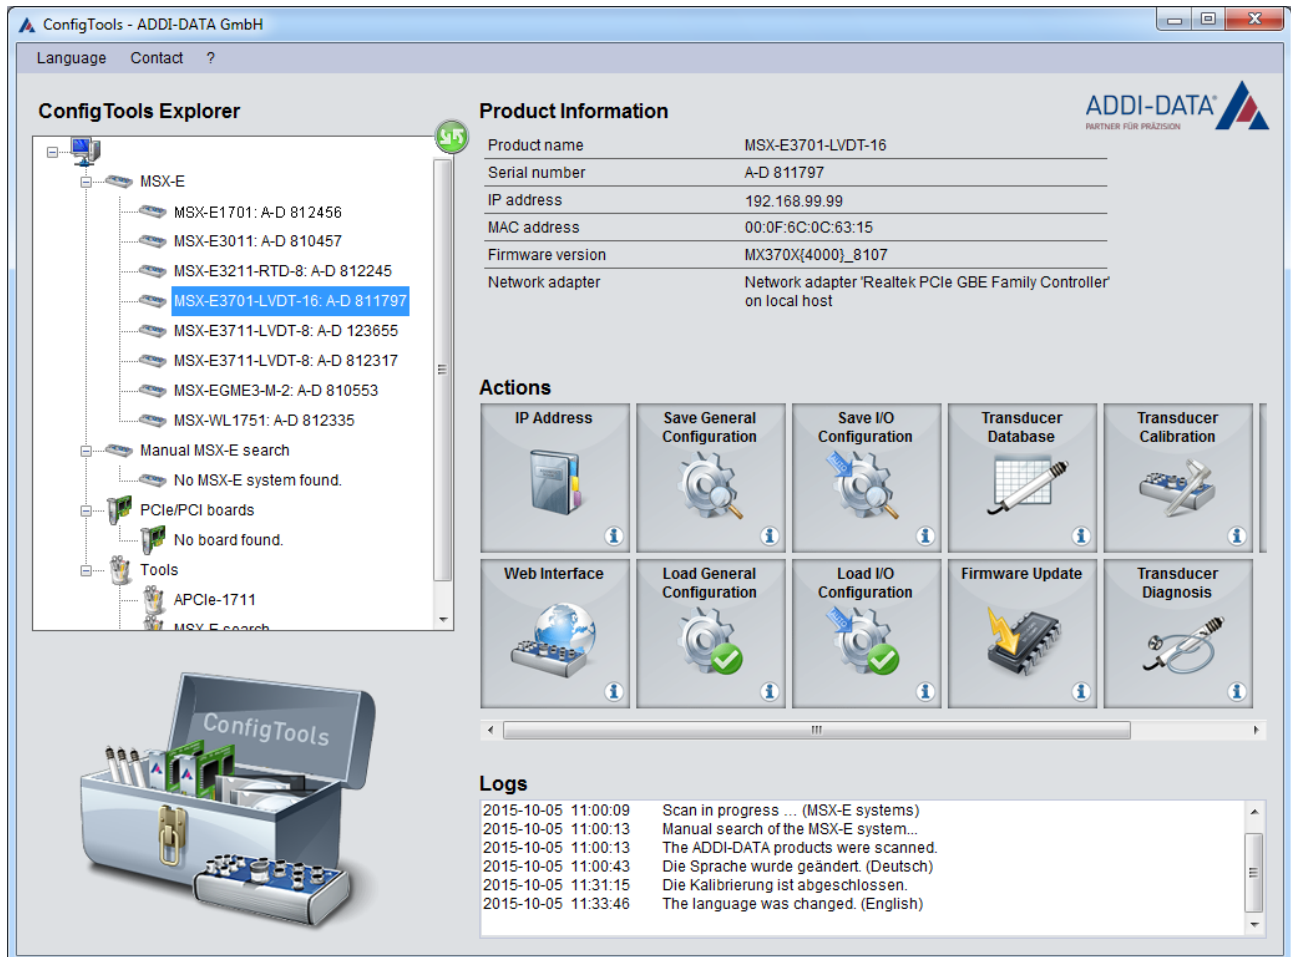 ConfigTools - ADDI-DATA GmbH
Language Contact ?
ConfigTools Explorer
MSX-E
MSX-E1701: A-D 812456
MSX-E3011: A-D 810457
MSX-E3211-RTD-8: A-D 812245
MSX-E3701-LVDT-16: A-D 811797
MSX-E3711-LVDT-8: A-D 123655
MSX-E3711-LVDT-8: A-D 812317
MSX-EGME3-M-2: A-D 810553
MSX-WL1751: A-D 812335
Manual MSX-E search
No MSX-E system found.
PCIe/PCI boards
No board found.
Tools
APCIe-1711
MSX-E search
ConfigTools
Product Information
ADDI-DATA
PARTNER FÜR PRÄZISION
Product name MSX-E3701-LVDT-16
Serial number A-D 811797
IP address 192.168.99.99
MAC address 00:0F:6C:0C:63:15
Firmware version MX370X{4000}_8107
Network adapter Network adapter 'Realtek PCIe GBE Family Controller'
on local host
Actions
IP Address
Save General
Configuration
Save I/O
Configuration
Transducer
Database
Transducer
Calibration
Web Interface
Load General
Configuration
Load I/O
Configuration
Firmware Update
Transducer
Diagnosis
Logs
2015-10-05 11:00:09 Scan in progress ... (MSX-E systems)
2015-10-05 11:00:13 Manual search of the MSX-E system...
2015-10-05 11:00:13 The ADDI-DATA products were scanned.
2015-10-05 11:00:43 Die Sprache wurde geändert. (Deutsch)
2015-10-05 11:31:15 Die Kalibrierung ist abgeschlossen.
2015-10-05 11:33:46 The language was changed. (English)